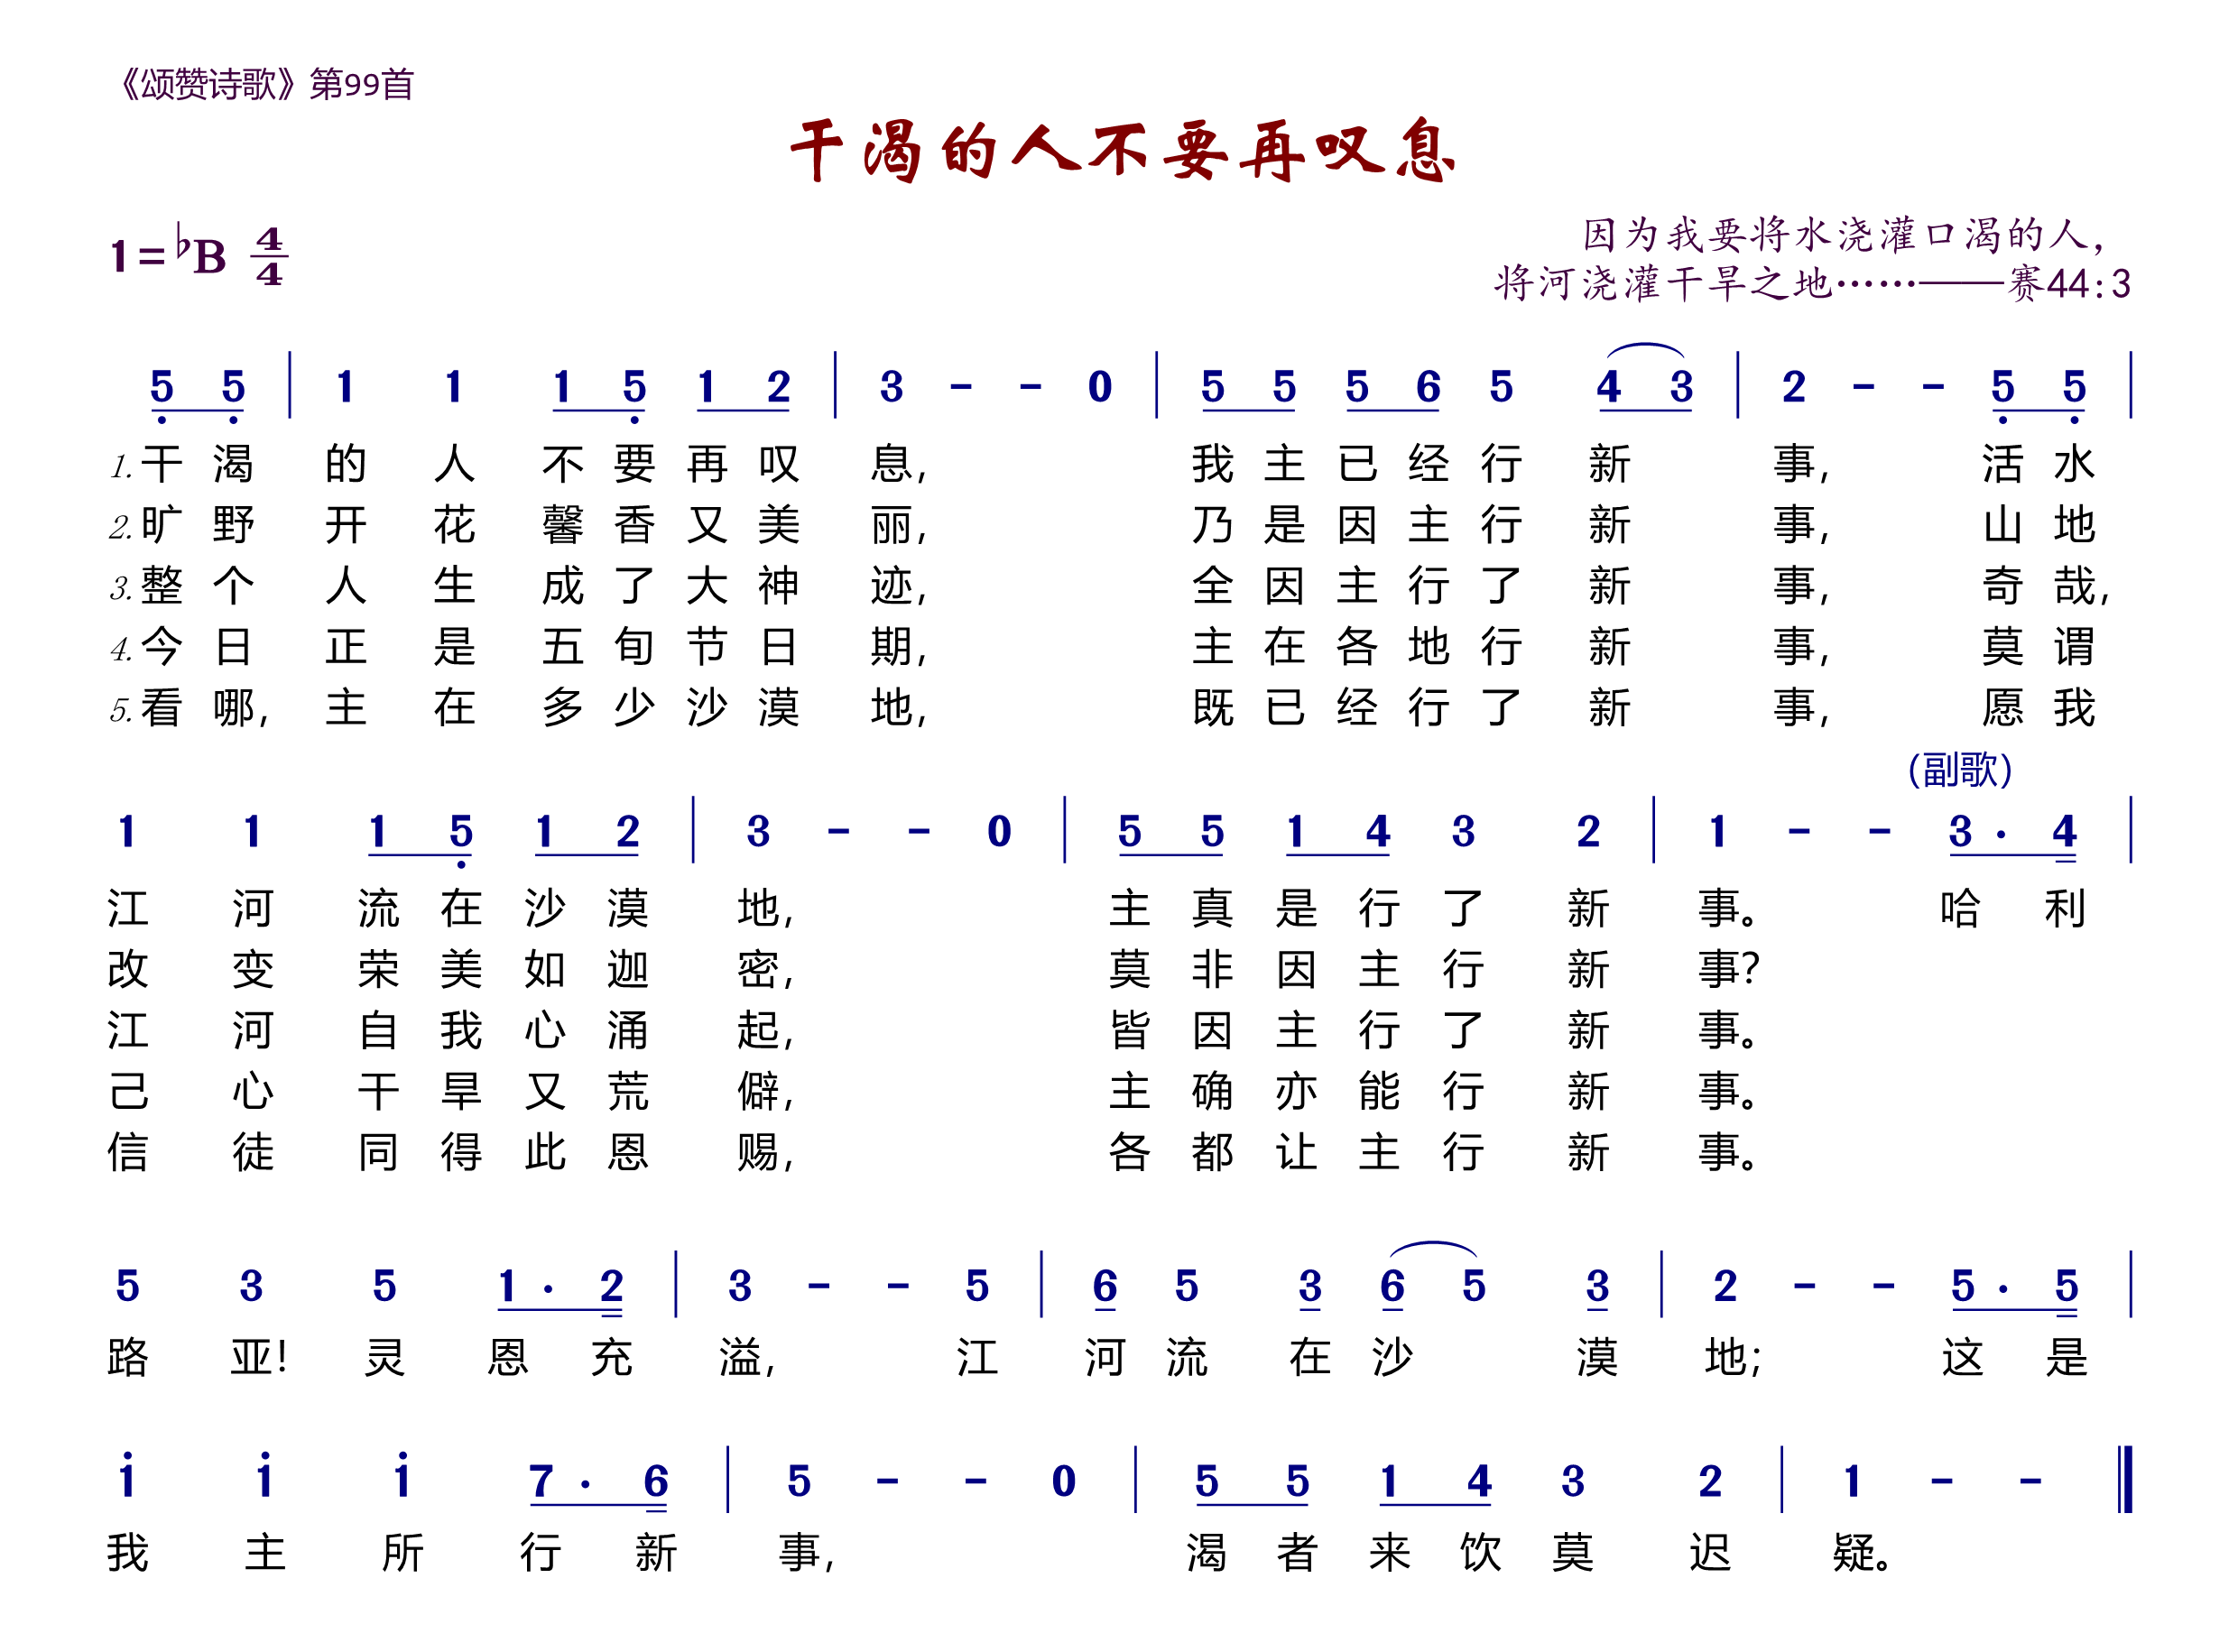 《颂赞诗歌》第99首
干渴的人不要再叹息
1=♭B 4/4
因为我要将水浇灌口渴的人，
将河浇灌干旱之地……——赛44:3
5̣ 5̣ | 1 1 1 5̣ 1 2 | 3 - - 0 | 5 5 5 6 5 4 3 | 2 - - 5̣ 5̣ |
1.干渴的人不要再叹息，我主已经行新事，活水
2.旷野开花馨香又美丽，乃是因主行新事，山地
3.整个人生成了大神迹，全因主行了新事，奇哉，
4.今日正是五旬节日期，主在各地行新事，莫谓
5.看哪，主在多少沙漠地，既已经行了新事，愿我
(副歌)
1 1 1 5̣ 1 2 | 3 - - 0 | 5 5 1 4 3 2 | 1 - - 3 · 4 |
江河流在沙漠地，主真是行了新事。哈利
改变荣美如迦密，莫非因主行新事？
江河自我心涌起，皆因主行了新事。
己心干旱又荒僻，主确亦能行新事。
信徒同得此恩赐，各都让主行新事。
5 3 5 1 · 2 | 3 - - 5 | 6 5 3 6 5 3 | 2 - - 5 · 5 |
路亚！灵恩充溢，江河流在沙漠地；这是
1̇ 1̇ 1̇ 7 · 6 | 5 - - 0 | 5 5 1 4 3 2 | 1 - - ‖
我主所行新事，渴者来饮莫迟疑。